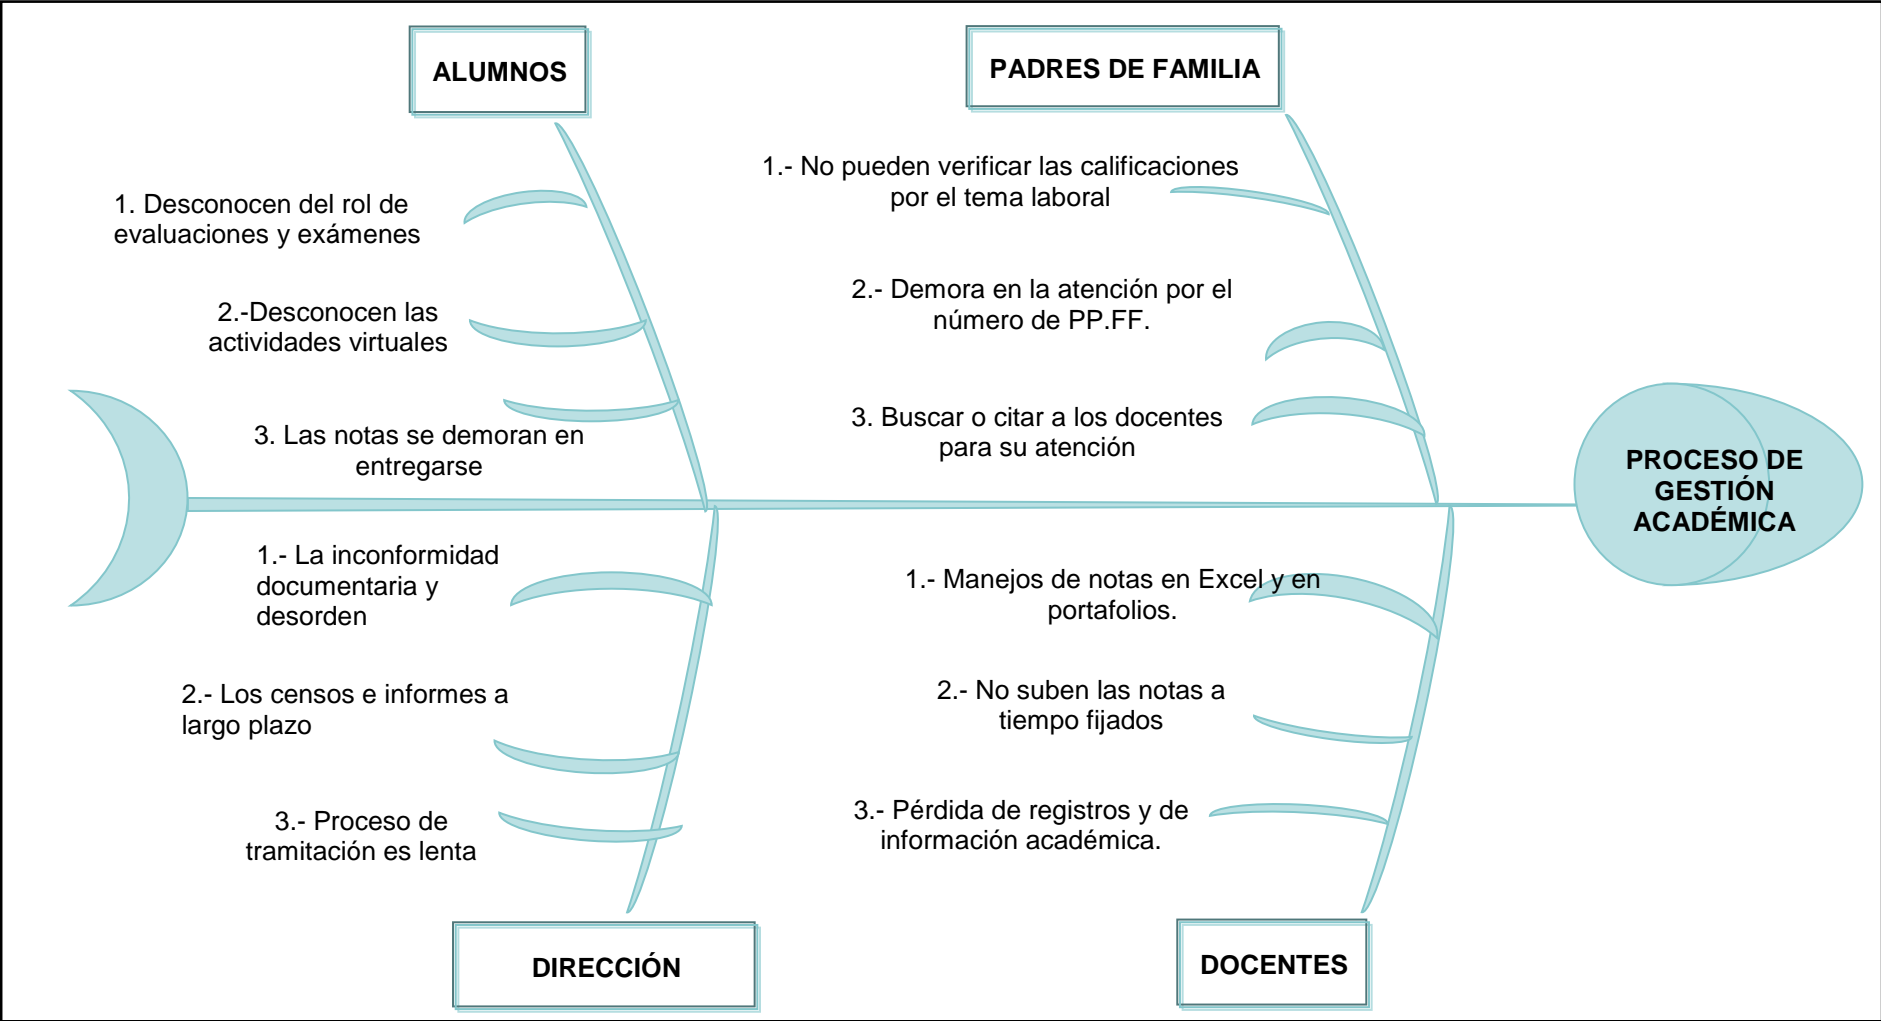 ALUMNOS
1. Desconocen del rol de
evaluaciones y exámenes
2.-Desconocen las
actividades virtuales
3. Las notas se demoran en
entregarse
PADRES DE FAMILIA
1.- No pueden verificar las calificaciones
por el tema laboral
2.- Demora en la atención por el
número de PP.FF.
3. Buscar o citar a los docentes
para su atención
PROCESO DE
GESTIÓN
ACADÉMICA
1.- La inconformidad
documentaria y
desorden
2.- Los censos e informes a
largo plazo
3.- Proceso de
tramitación es lenta
DIRECCIÓN
1.- Manejos de notas en Excel y en
portafolios.
2.- No suben las notas a
tiempo fijados
3.- Pérdida de registros y de
información académica.
DOCENTES